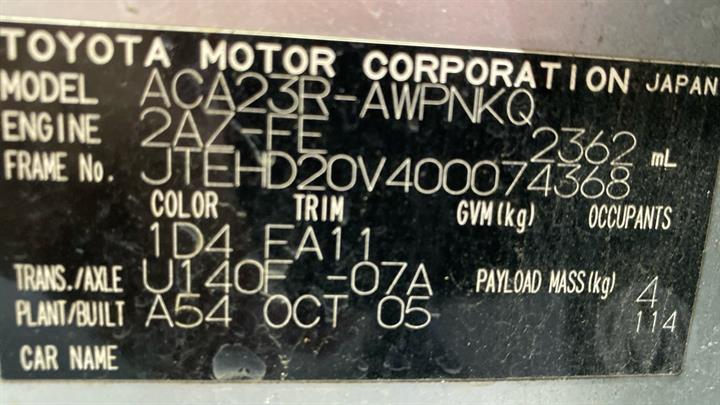 TOYOTA MOTOR CORPORATION JAPAN
MODEL ACA23R-AWPNKQ
ENGINE 2AZ-FE 2362 mL
FRAME No. JTEHD20V400074368
COLOR TRIM GVM(kg) OCCUPANTS
1D4 FA11
TRANS./AXLE U140F -07A PAYLOAD MASS(kg) 4
PLANT/BUILT A54 OCT 05 114
CAR NAME